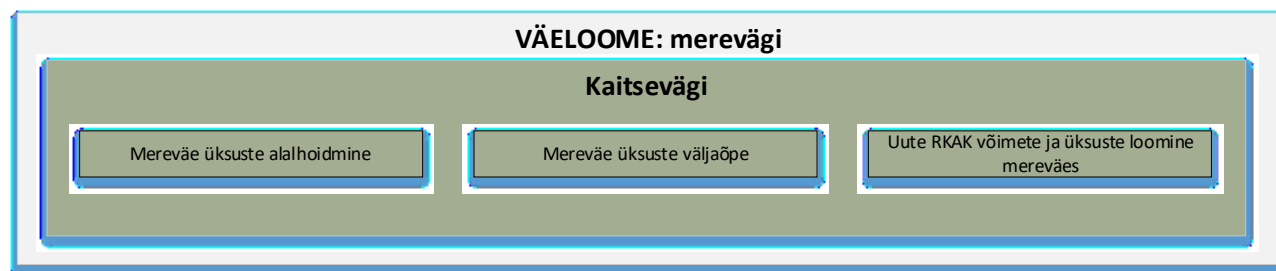 VÄELOOME: merevägi
Kaitsevägi
Mereväe üksuste alalhoidmine
Mereväe üksuste väljaõpe
Uute RKAK võimete ja üksuste loomine
mereväes